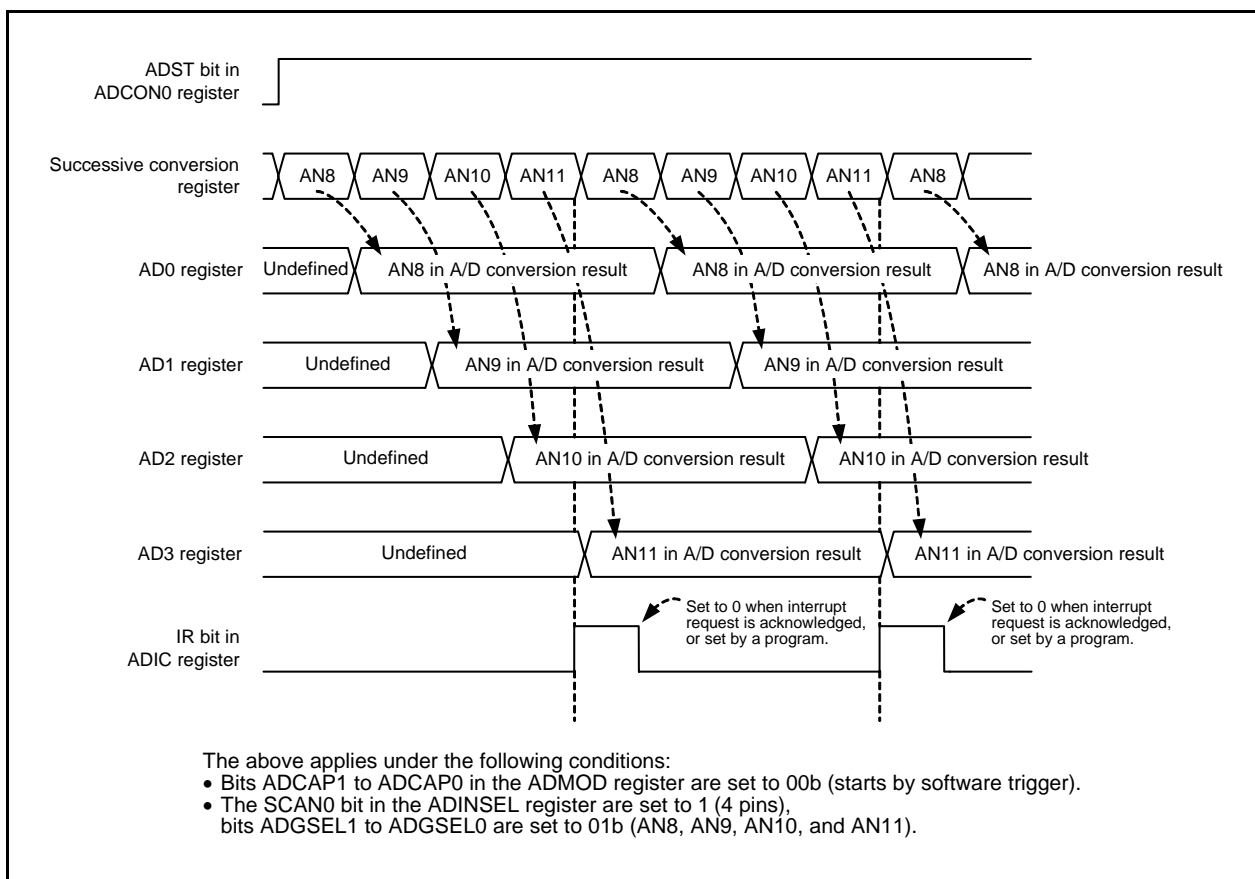 ADST bit in
ADCON0 register
Successive conversion
register
AN8 AN9 AN10 AN11 AN8 AN9 AN10 AN11 AN8
AD0 register
Undefined AN8 in A/D conversion result AN8 in A/D conversion result AN8 in A/D conversion result
AD1 register
Undefined AN9 in A/D conversion result AN9 in A/D conversion result
AD2 register
Undefined AN10 in A/D conversion result AN10 in A/D conversion result
AD3 register
Undefined AN11 in A/D conversion result AN11 in A/D conversion result
IR bit in
ADIC register
Set to 0 when interrupt
request is acknowledged,
or set by a program.
Set to 0 when interrupt
request is acknowledged,
or set by a program.
The above applies under the following conditions:
• Bits ADCAP1 to ADCAP0 in the ADMOD register are set to 00b (starts by software trigger).
• The SCAN0 bit in the ADINSEL register are set to 1 (4 pins),
bits ADGSEL1 to ADGSEL0 are set to 01b (AN8, AN9, AN10, and AN11).